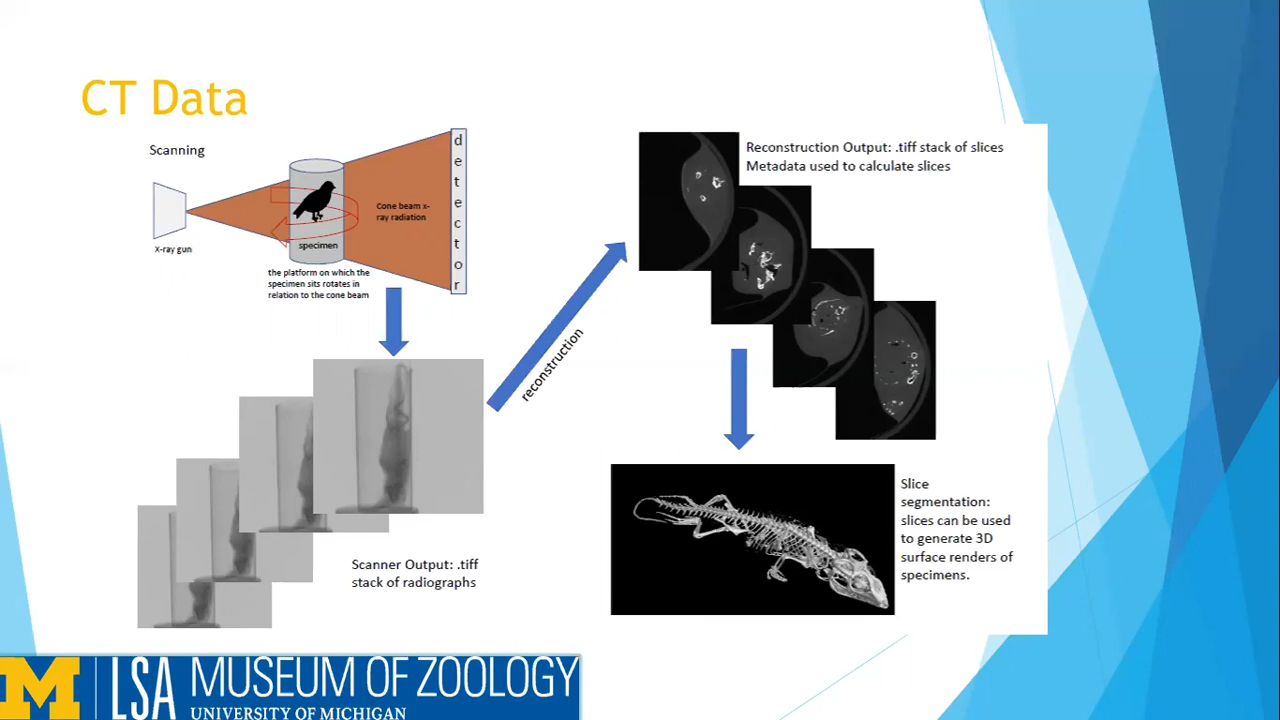 CT Data
Scanning
X-ray gun
specimen
Cone beam x-
ray radiation
detector
the platform on which the
specimen sits rotates in
relation to the cone beam
Scanner Output: .tiff
stack of radiographs
reconstruction
Reconstruction Output: .tiff stack of slices
Metadata used to calculate slices
Slice
segmentation:
slices can be used
to generate 3D
surface renders of
specimens.
M LSA MUSEUM OF ZOOLOGY
UNIVERSITY OF MICHIGAN